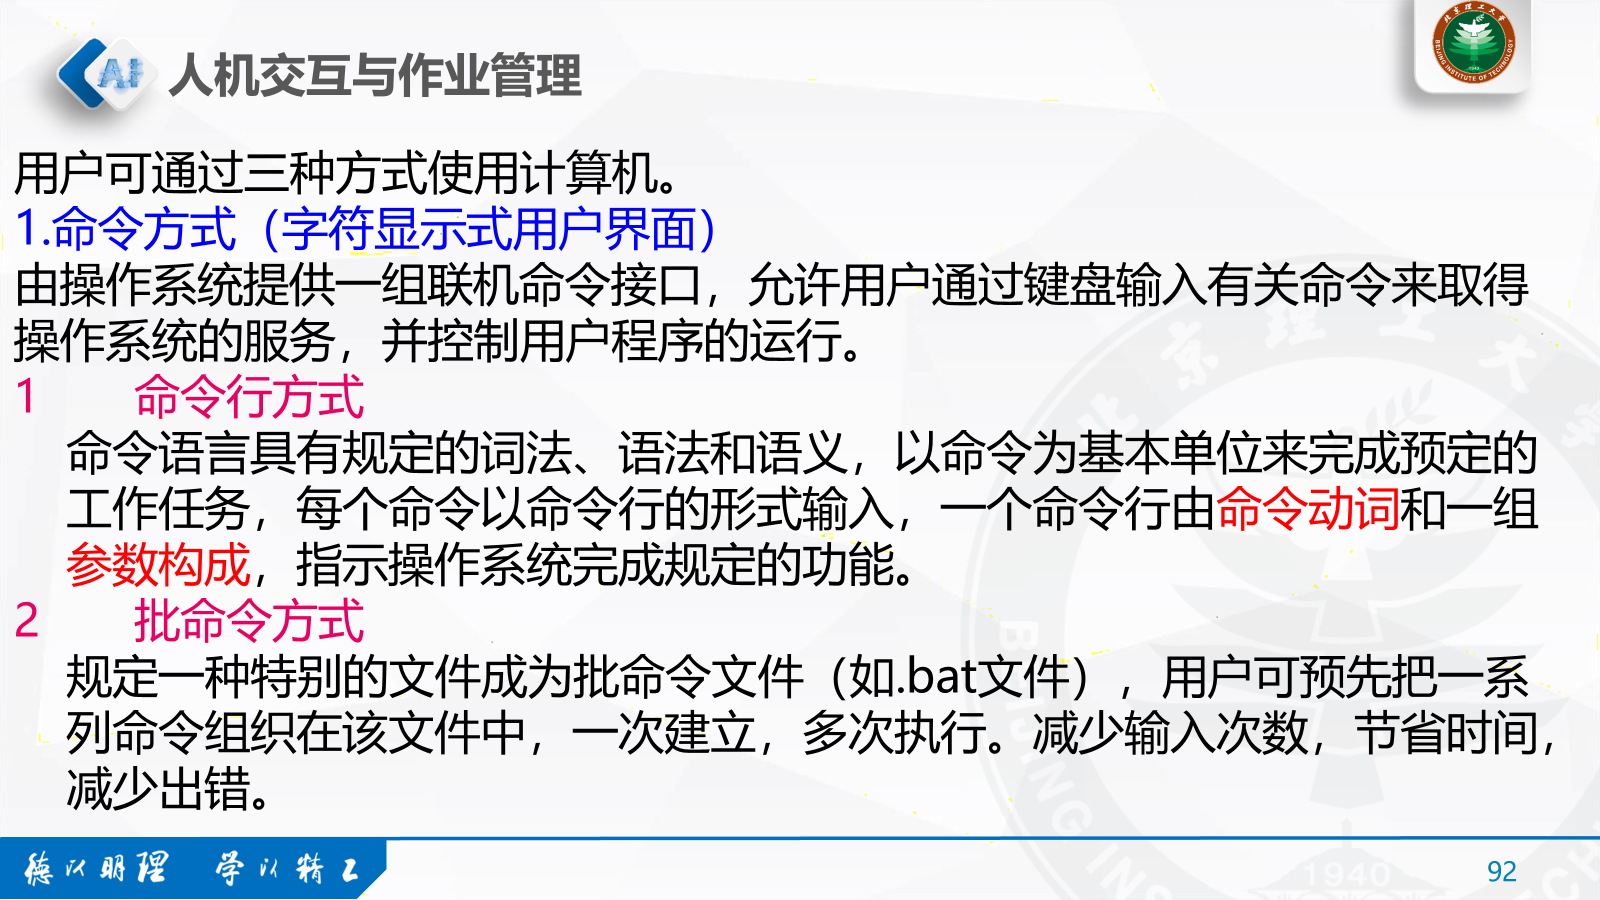 人机交互与作业管理
用户可通过三种方式使用计算机。
1.命令方式（字符显示式用户界面）
由操作系统提供一组联机命令接口，允许用户通过键盘输入有关命令来取得
操作系统的服务，并控制用户程序的运行。
1 命令行方式
命令语言具有规定的词法、语法和语义，以命令为基本单位来完成预定的
工作任务，每个命令以命令行的形式输入，一个命令行由命令动词和一组
参数构成，指示操作系统完成规定的功能。
2 批命令方式
规定一种特别的文件成为批命令文件（如.bat文件），用户可预先把一系
列命令组织在该文件中，一次建立，多次执行。减少输入次数，节省时间，
减少出错。
德以明理 学以精工
92
北京理工大学
BEIJING INSTITUTE OF TECHNOLOGY
1940